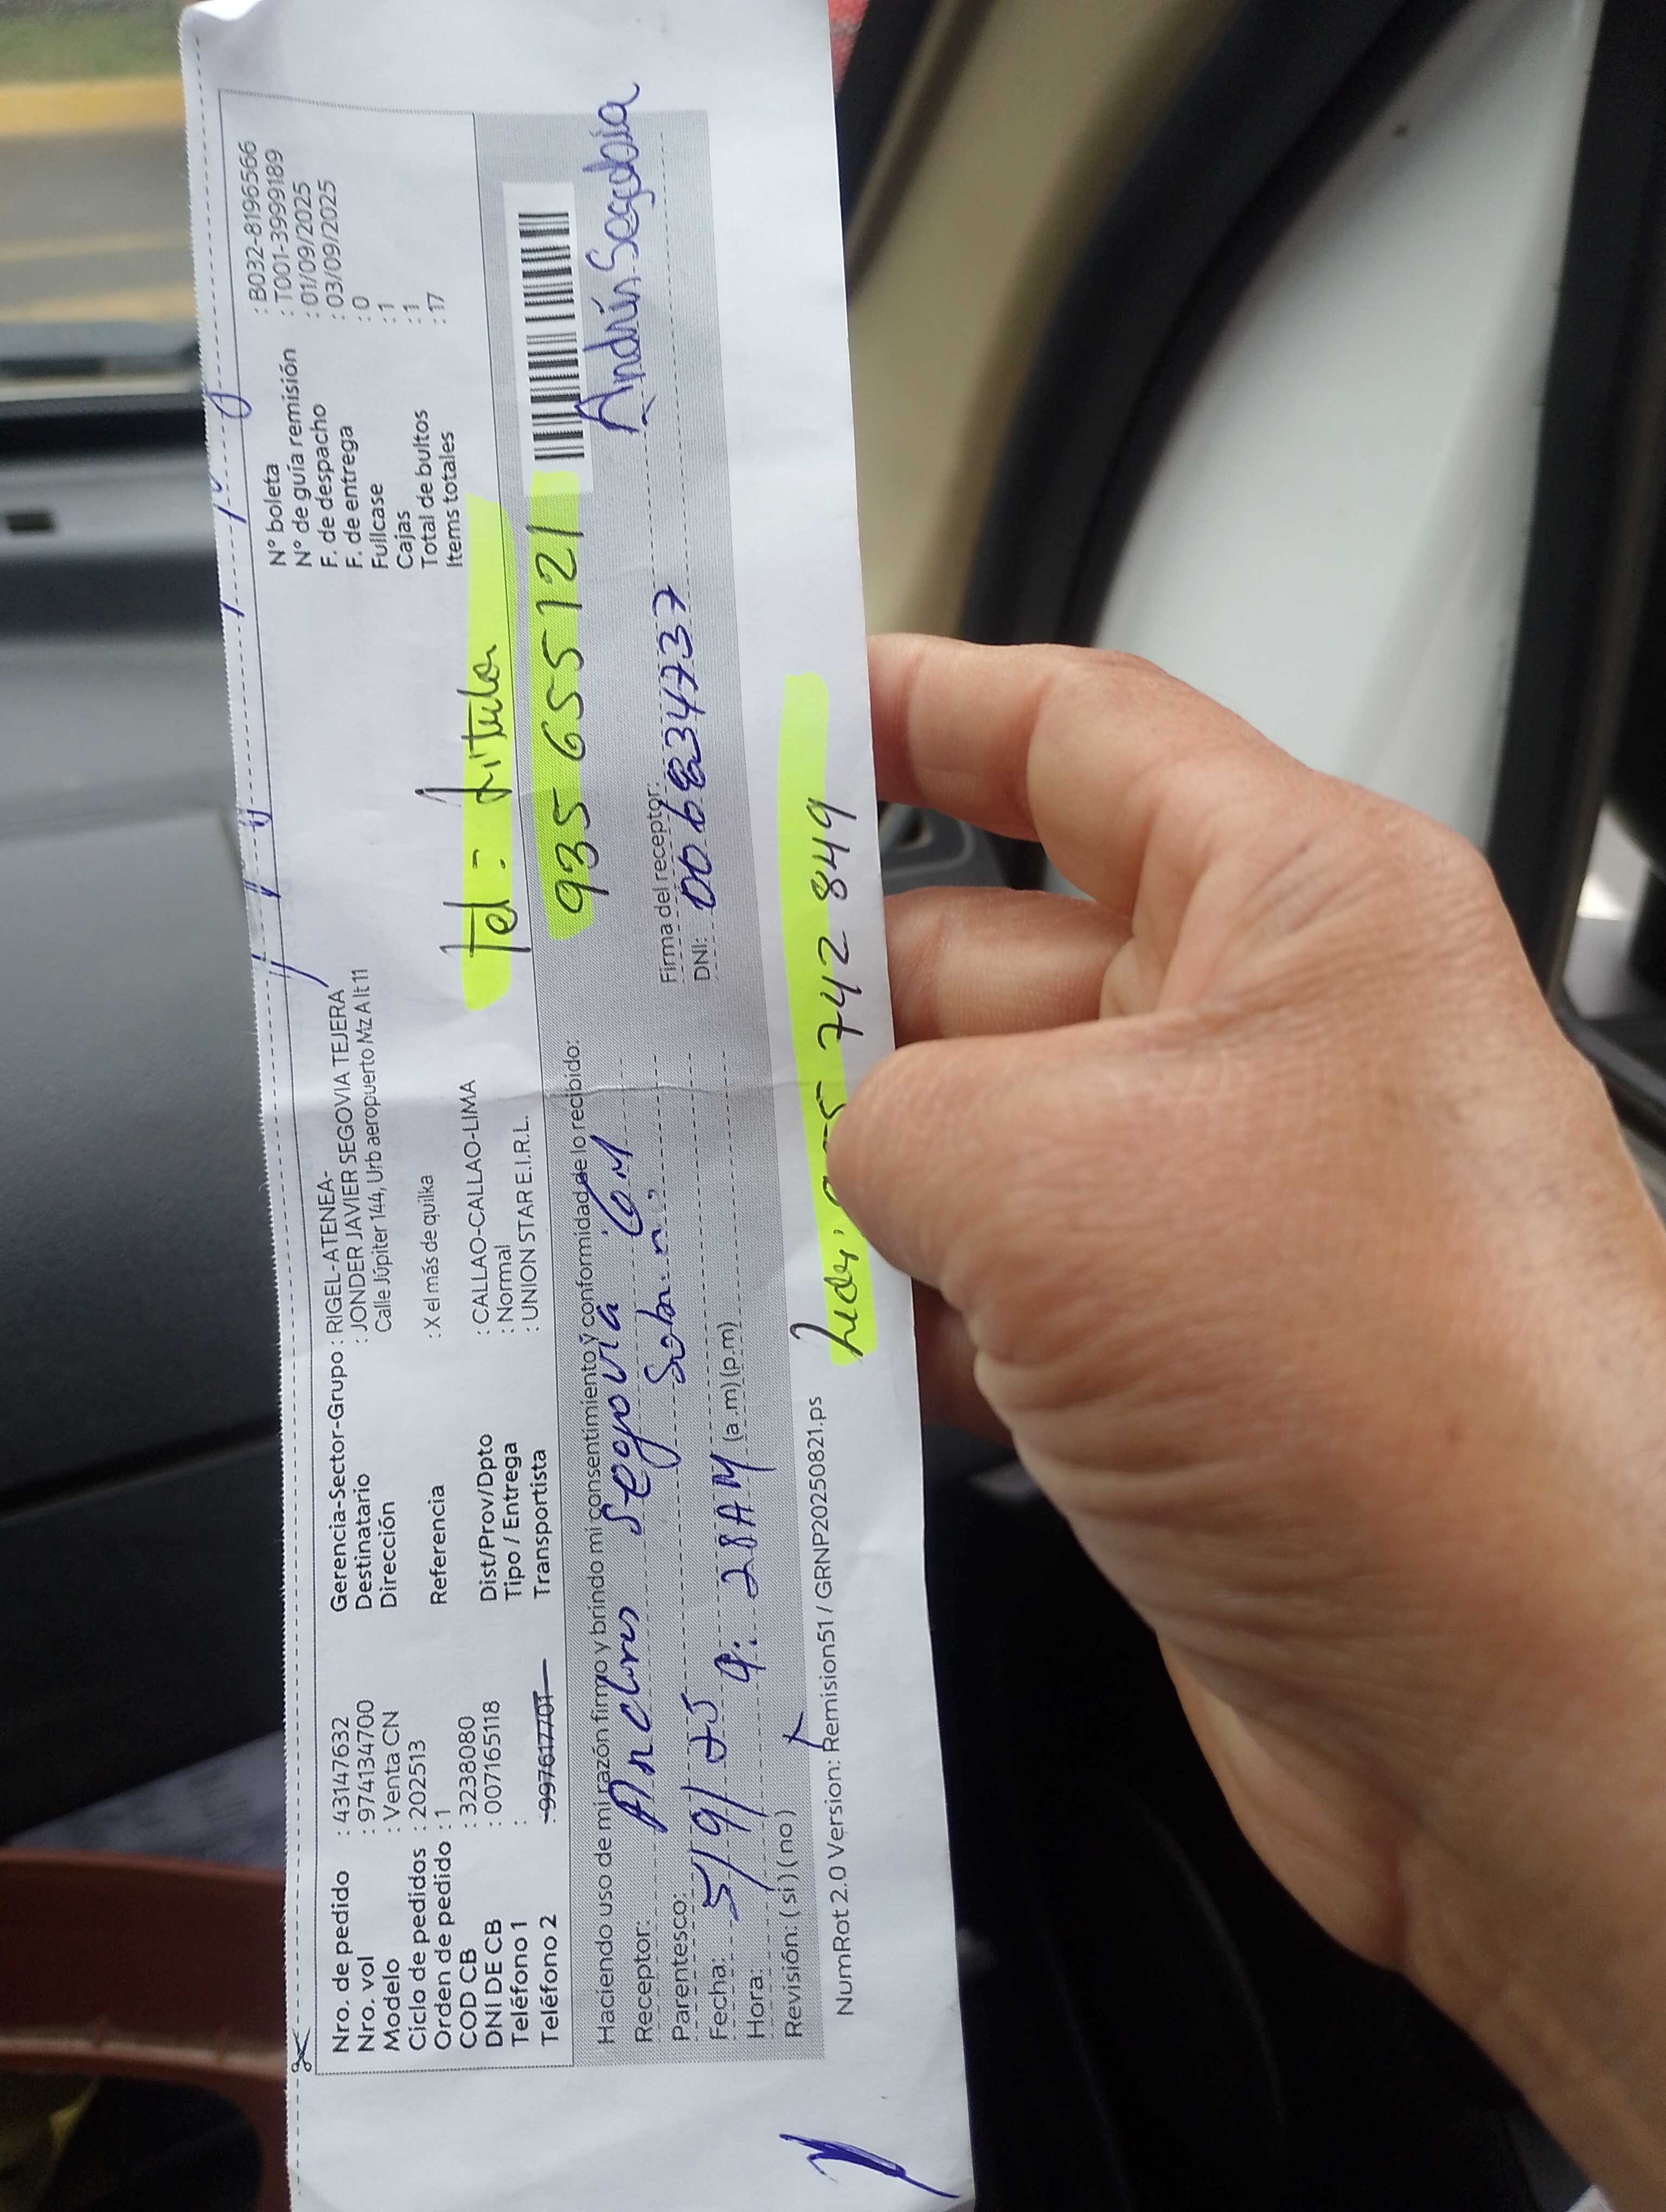 Nro. de pedido : 43147632
Nro. vol : 974134700
Modelo : Venta CN
Ciclo de pedidos : 202513
Orden de pedido : 1
COD CB : 3238080
DNI DE CB : 007165118
Teléfono 1 :
Teléfono 2 : 997617701
Gerencia-Sector-Grupo : RIGEL-ATENEA-
Destinatario : JONDER JAVIER SEGOVIA TEJERA
Dirección Calle Júpiter 144, Urb aeropuerto Mz A lt 11
Referencia : X el más de quilka
Dist/Prov/Dpto : CALLAO-CALLAO-LIMA
Tipo / Entrega : Normal
Transportista : UNION STAR E.I.R.L.
N° boleta : B032-8196566
N° de guía remisión : T001-39999189
F. de despacho : 01/09/2025
F. de entrega : 03/09/2025
Fullcase : 0
Cajas : 1
Total de bultos : 1
Items totales : 17
Tel: titular
935 655 121
Haciendo uso de mi razón firmo y brindo mi consentimiento y conformidad de lo recibido:
Receptor: Andres Segovia
Parentesco:
Fecha: 5/9/25
Hora: 9:28AM (a.m) (p.m)
Revisión: ( si ) ( no )
Firma del receptor: Andrés Segobia
DNI: 006834737
NumRot 2.0 Version: Remision51 / GRNP20250821.ps
742 849